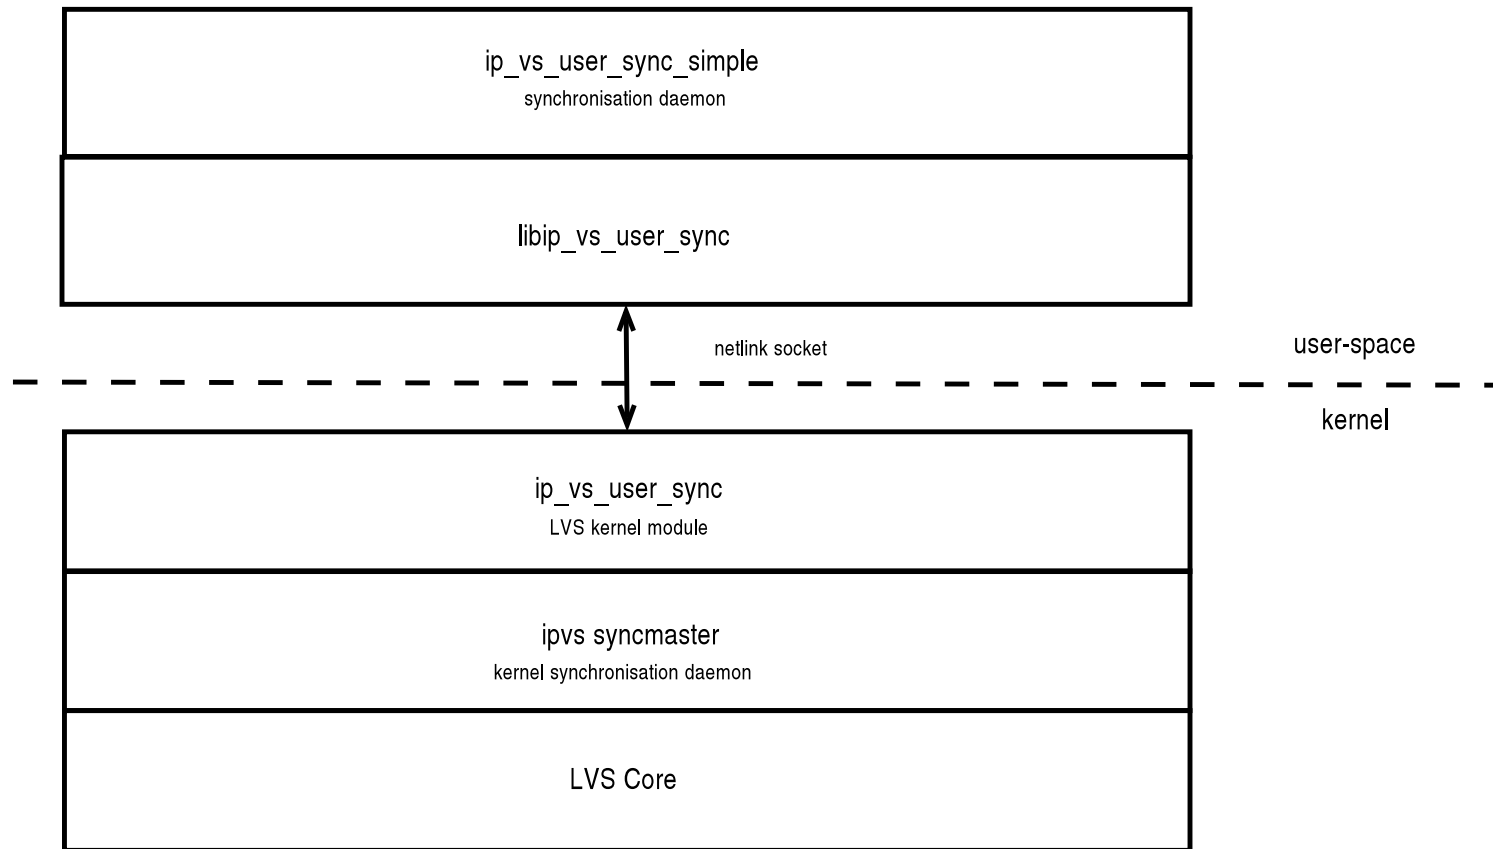 ip_vs_user_sync_simple
synchronisation daemon
libip_vs_user_sync
netlink socket
user-space
kernel
ip_vs_user_sync
LVS kernel module
ipvs syncmaster
kernel synchronisation daemon
LVS Core